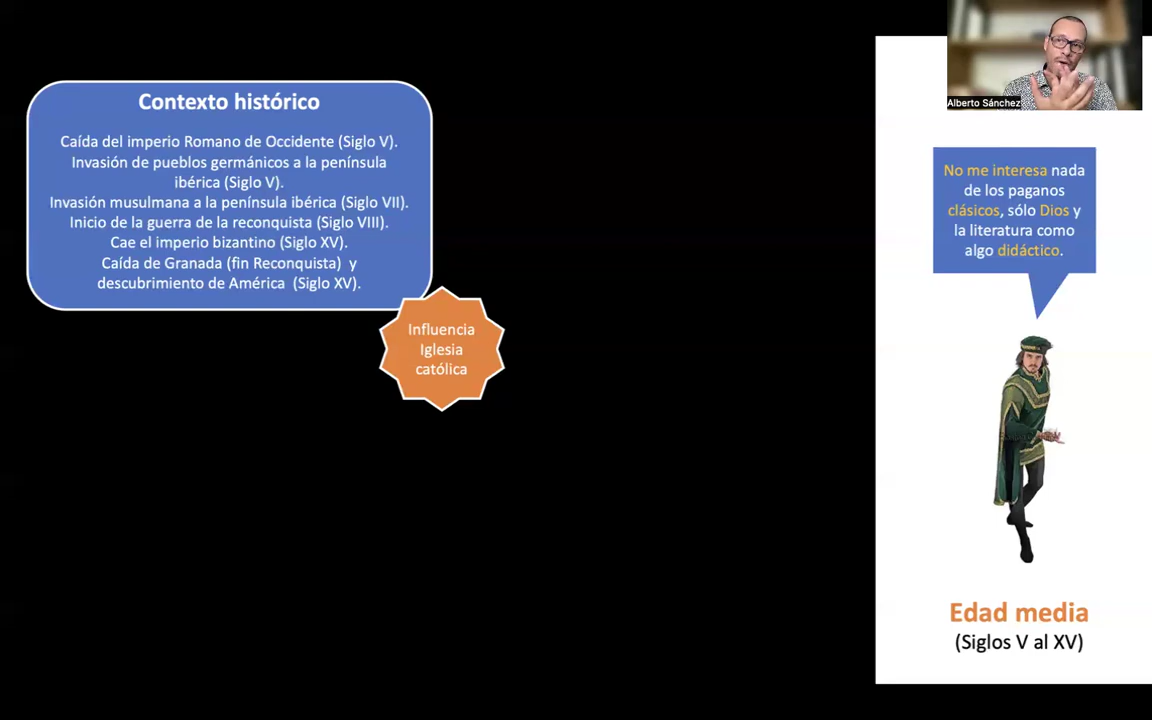 Contexto histórico
Caída del imperio Romano de Occidente (Siglo V).
Invasión de pueblos germánicos a la península
ibérica (Siglo V).
Invasión musulmana a la península ibérica (Siglo VII).
Inicio de la guerra de la reconquista (Siglo VIII).
Cae el imperio bizantino (Siglo XV).
Caída de Granada (fin Reconquista) y
descubrimiento de América (Siglo XV).
Influencia
Iglesia
católica
Alberto Sánchez
No me interesa nada
de los paganos
clásicos, sólo Dios y
la literatura como
algo didáctico.
Edad media
(Siglos V al XV)